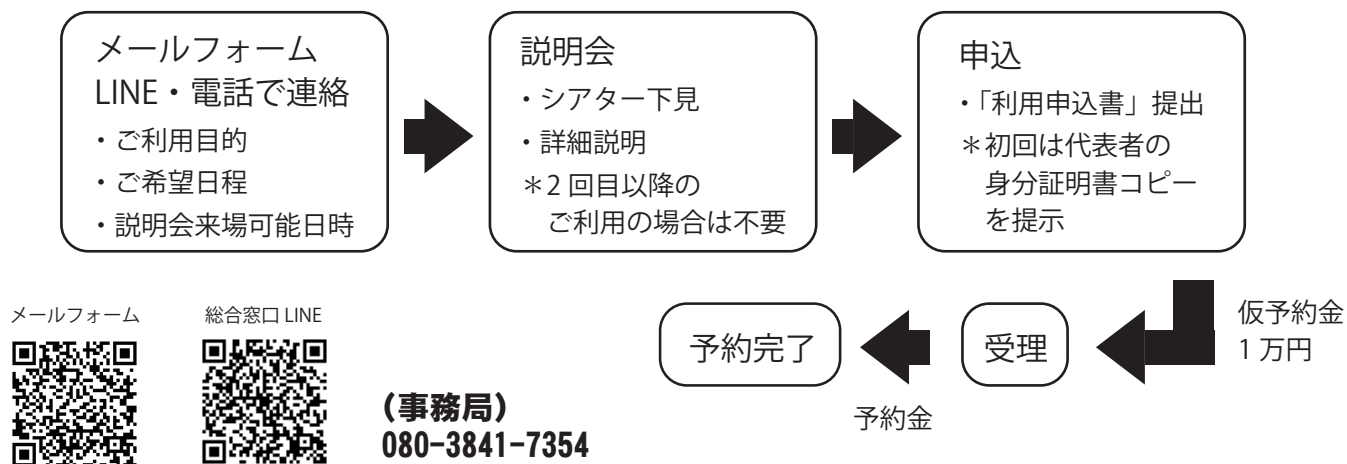 メールフォーム
LINE・電話で連絡
・ご利用目的
・ご希望日程
・説明会来場可能日時
説明会
・シアター下見
・詳細説明
＊2 回目以降の
ご利用の場合は不要
申込
・「利用申込書」提出
＊初回は代表者の
身分証明書コピー
を提示
仮予約金
1 万円
受理
予約金
予約完了
メールフォーム
総合窓口 LINE
(事務局)
080-3841-7354